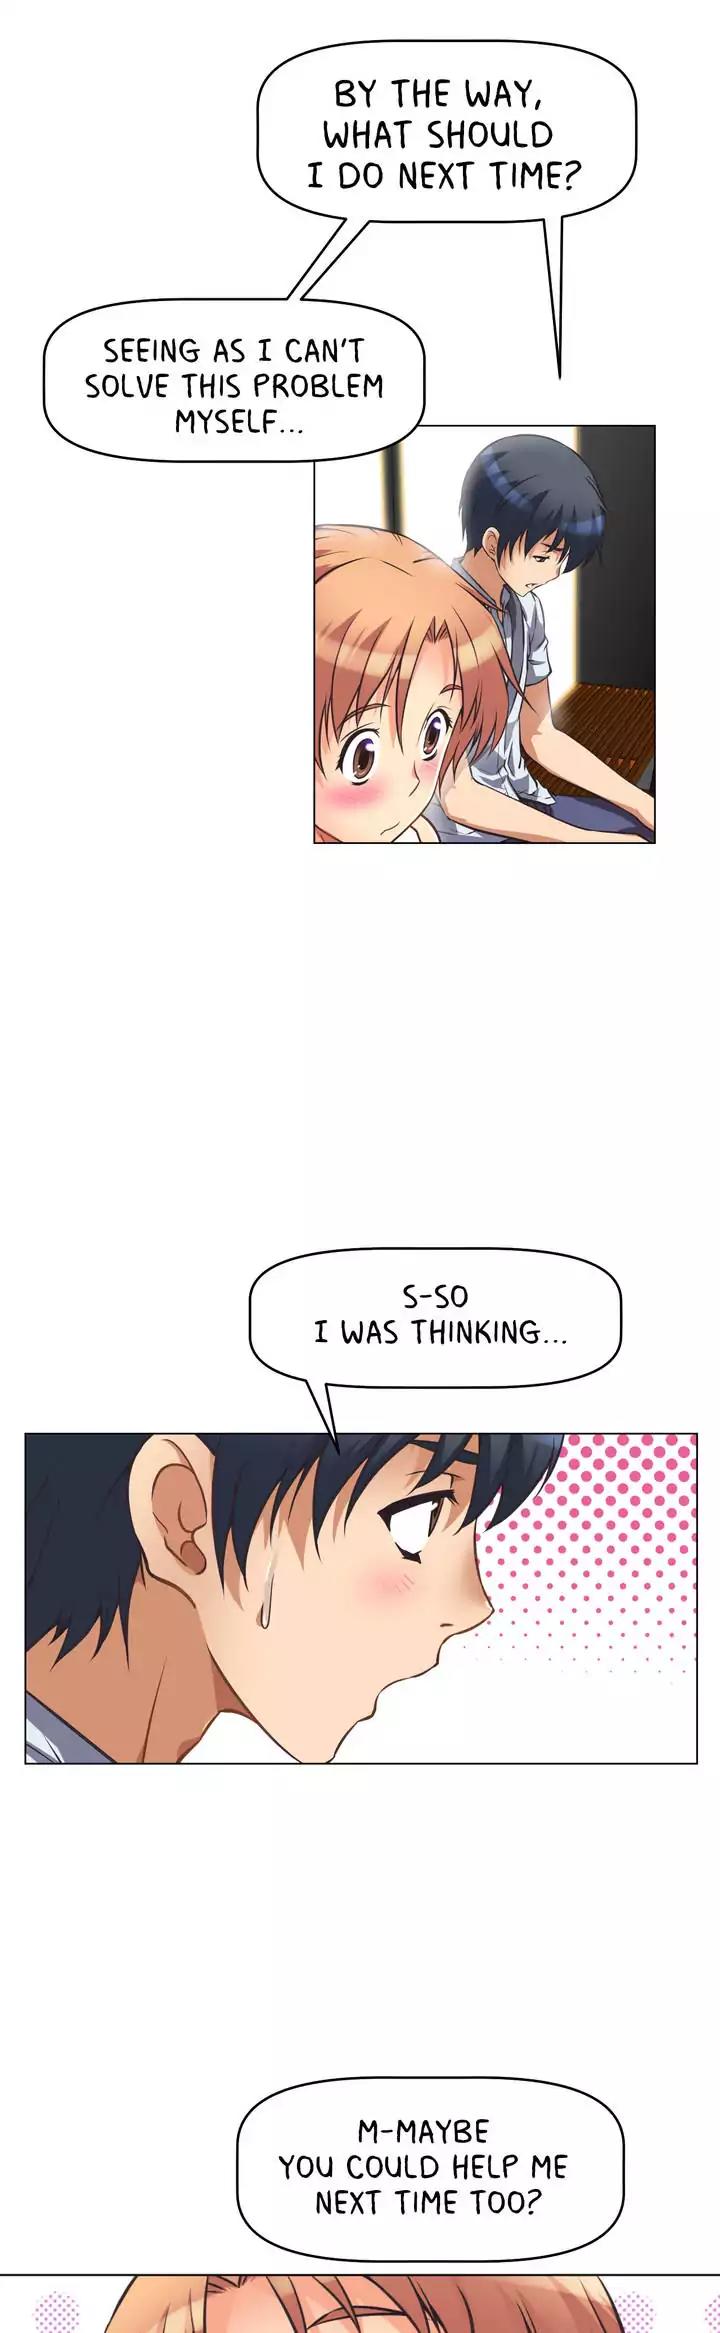 BY THE WAY,
WHAT SHOULD
I DO NEXT TIME?
SEEING AS I CAN'T
SOLVE THIS PROBLEM
MYSELF...
S-SO
I WAS THINKING...
M-MAYBE
YOU COULD HELP ME
NEXT TIME TOO?